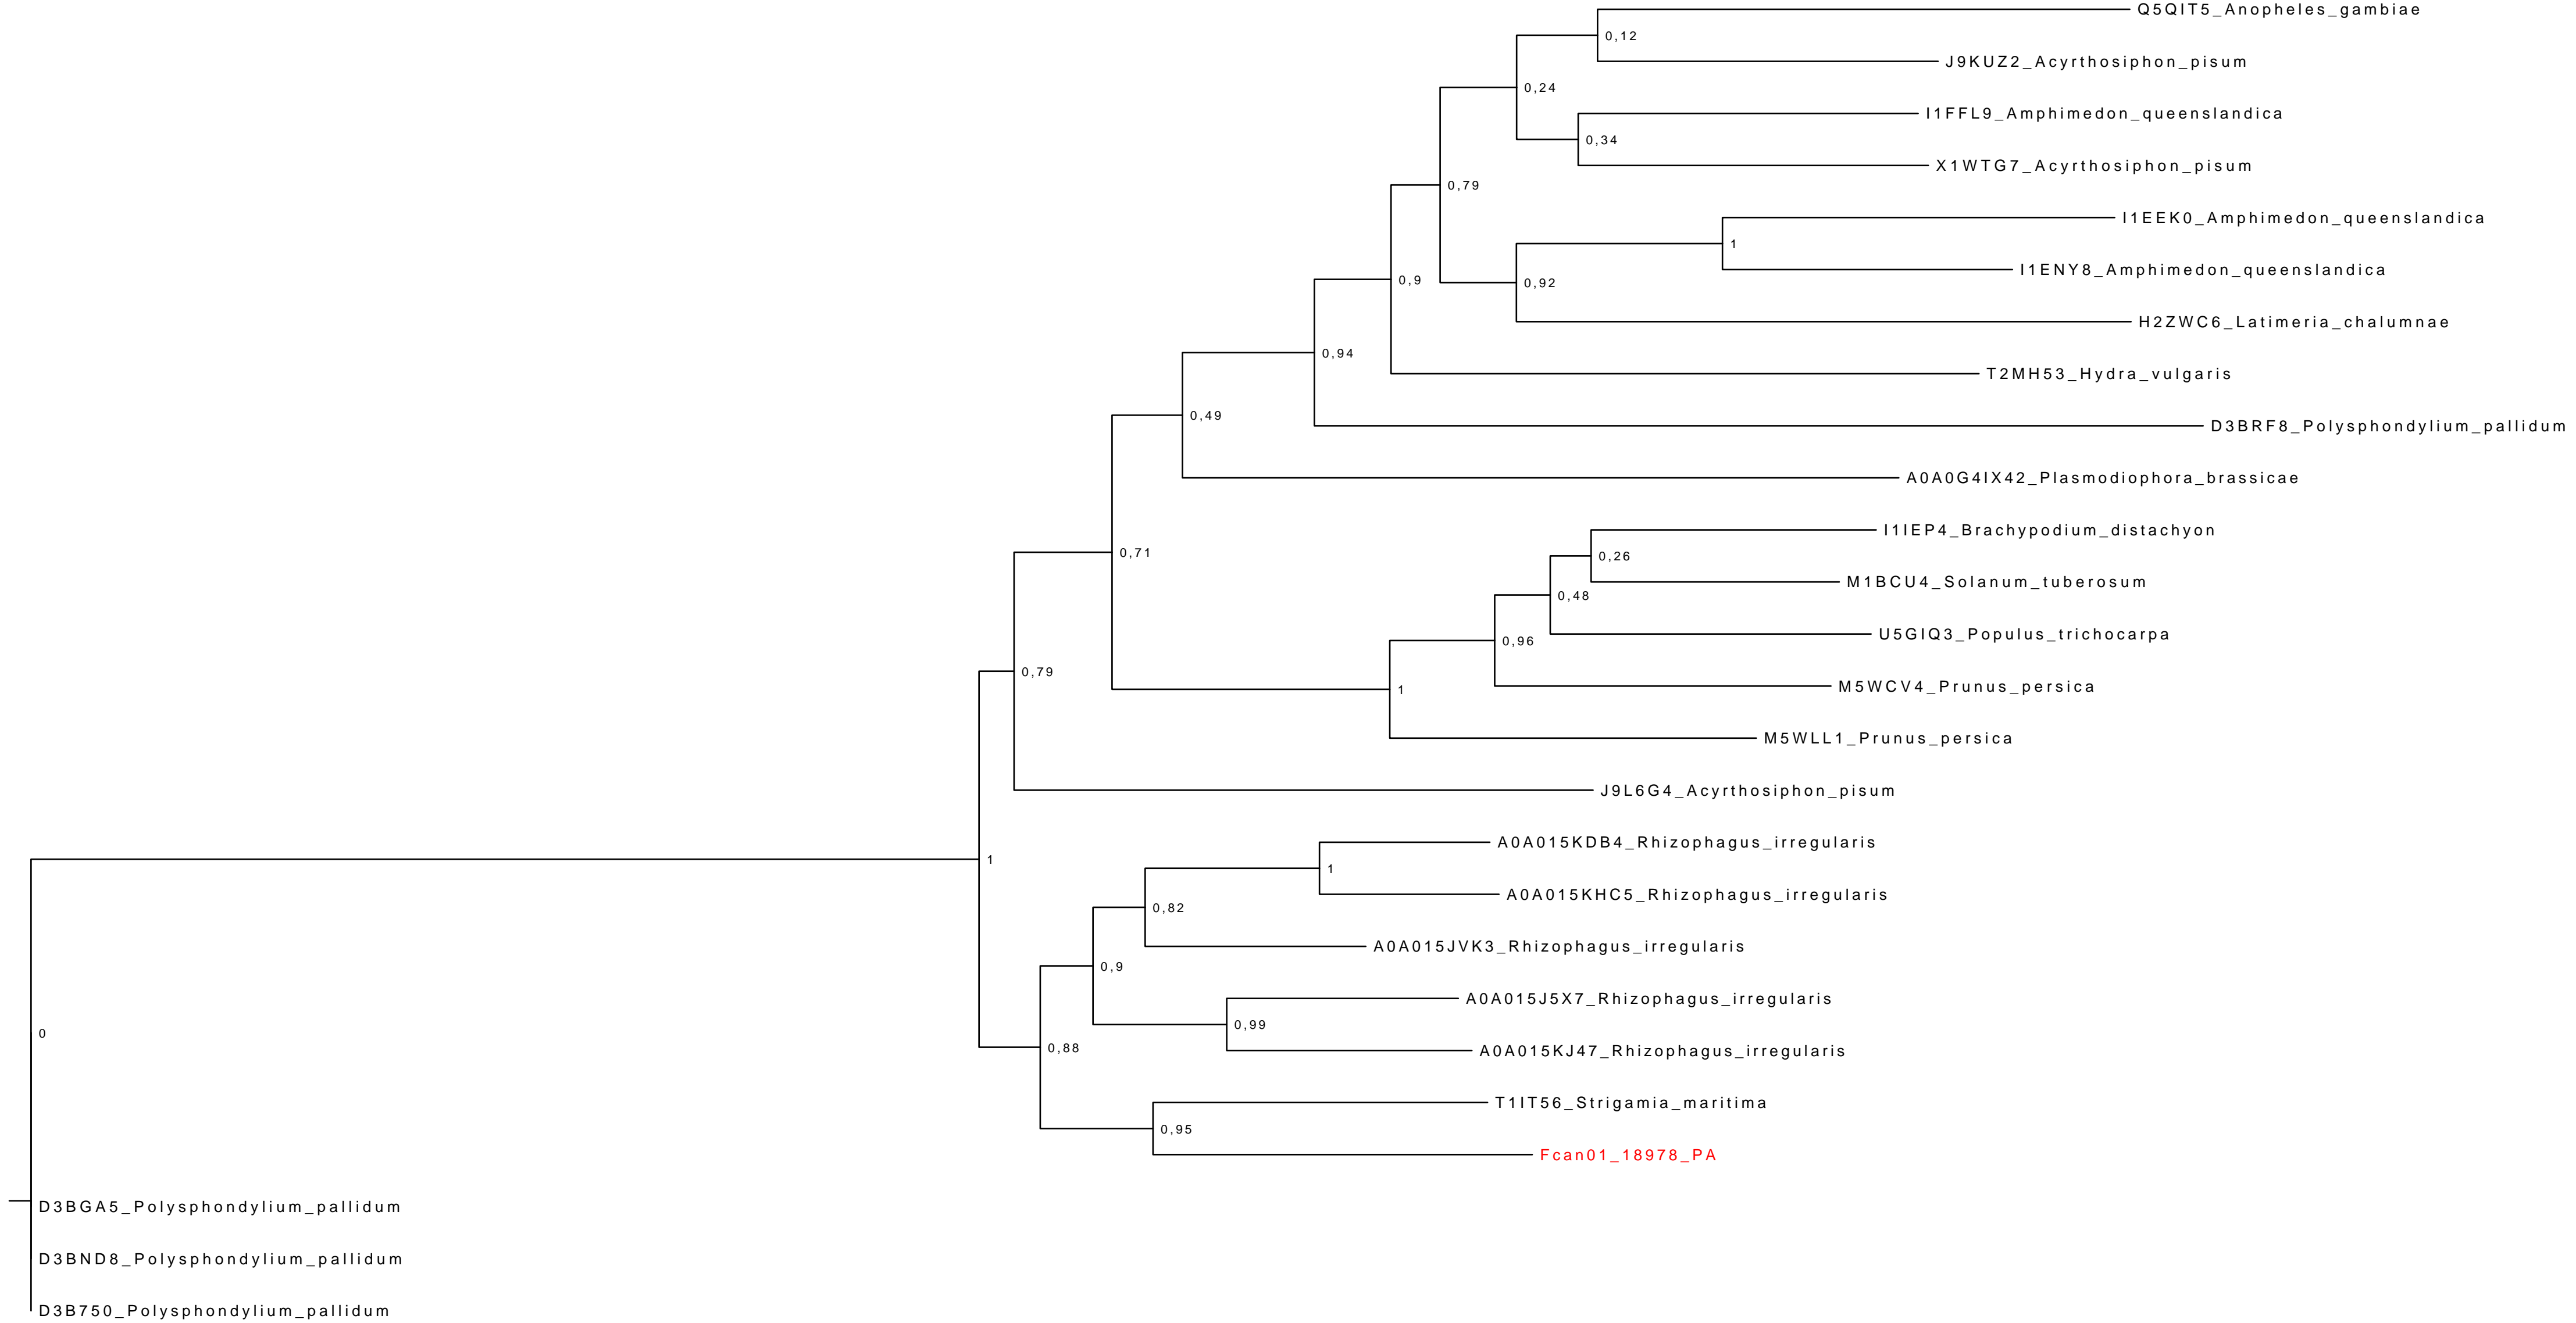 Q5QIT5_Anopheles_gambiae
0,12
J9KUZ2_Acyrthosiphon_pisum
0,24
I1FFL9_Amphimedon_queenslandica
0,34
X1WTG7_Acyrthosiphon_pisum
0,79
I1EEK0_Amphimedon_queenslandica
1
I1ENY8_Amphimedon_queenslandica
0,9
0,92
H2ZWC6_Latimeria_chalumnae
0,94
T2MH53_Hydra_vulgaris
0,49
D3BRF8_Polysphondylium_pallidum
A0A0G4IX42_Plasmodiophora_brassicae
I1IEP4_Brachypodium_distachyon
0,71
0,26
M1BCU4_Solanum_tuberosum
0,48
U5GIQ3_Populus_trichocarpa
0,96
0,79
M5WCV4_Prunus_persica
1
M5WLL1_Prunus_persica
J9L6G4_Acyrthosiphon_pisum
A0A015KDB4_Rhizophagus_irregularis
1
1
A0A015KHC5_Rhizophagus_irregularis
0,82
A0A015JVK3_Rhizophagus_irregularis
0,9
A0A015J5X7_Rhizophagus_irregularis
0,99
0
0,88
A0A015KJ47_Rhizophagus_irregularis
T1IT56_Strigamia_maritima
0,95
Fcan01_18978_PA
D3BGA5_Polysphondylium_pallidum
D3BND8_Polysphondylium_pallidum
D3B750_Polysphondylium_pallidum